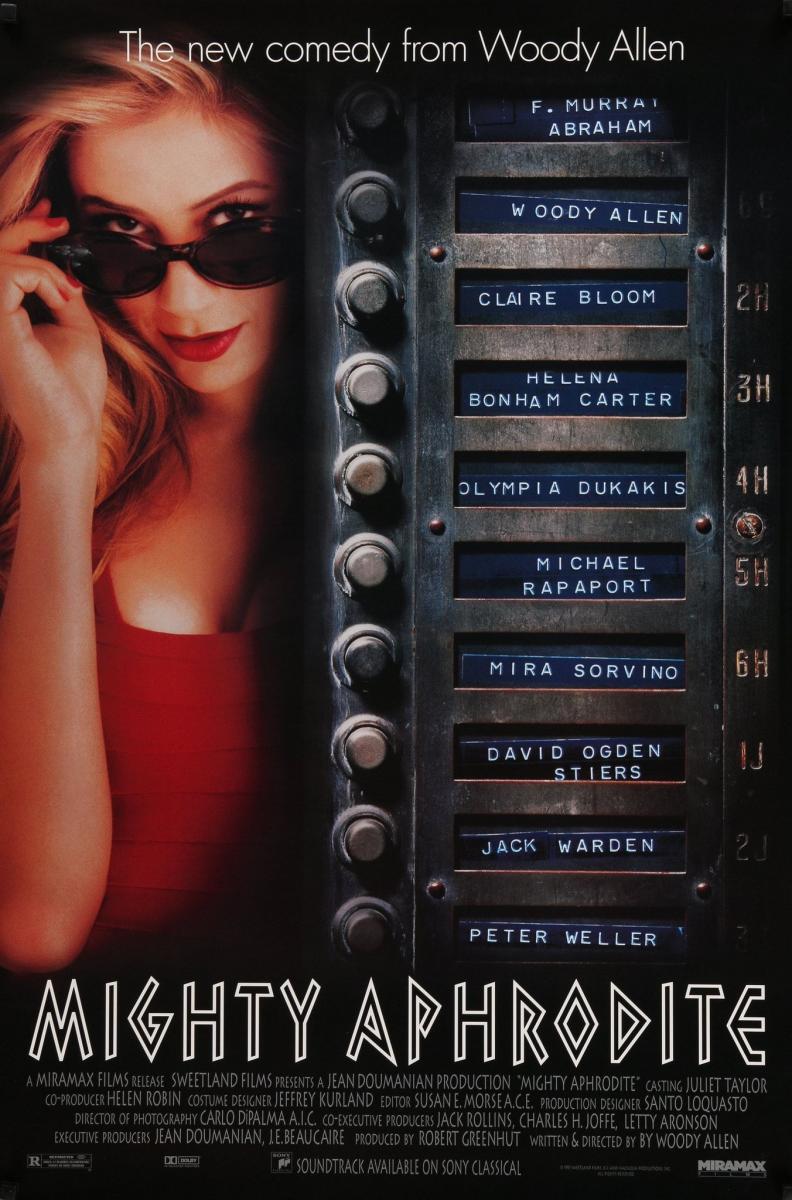 The new comedy from Woody Allen
F. MURRAY
ABRAHAM
WOODY ALLEN
CLAIRE BLOOM
2H
HELENA
BONHAM CARTER
3H
OLYMPIA DUKAKIS
4H
MICHAEL
RAPAPORT
5H
MIRA SORVINO
6H
DAVID OGDEN
STIERS
1J
JACK WARDEN
2J
PETER WELLER
MIGHTY APHRODITE
A MIRAMAX FILMS RELEASE SWEETLAND FILMS PRESENTS A JEAN DOUMANIAN PRODUCTION "MIGHTY APHRODITE" CASTING JULIET TAYLOR
CO-PRODUCER HELEN ROBIN COSTUME DESIGNER JEFFREY KURLAND EDITOR SUSAN E. MORSE A.C.E. PRODUCTION DESIGNER SANTO LOQUASTO
DIRECTOR OF PHOTOGRAPHY CARLO DiPALMA A.I.C. CO-EXECUTIVE PRODUCERS JACK ROLLINS, CHARLES H. JOFFE, LETTY ARONSON
EXECUTIVE PRODUCERS JEAN DOUMANIAN, J.E. BEAUCAIRE PRODUCED BY ROBERT GREENHUT WRITTEN & DIRECTED BY BY WOODY ALLEN
R RESTRICTED
DOLBY
SONY SOUNDTRACK AVAILABLE ON SONY CLASSICAL
MIRAMAX